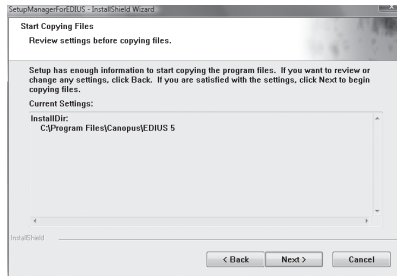 SetupManagerForEDIUS - InstallShield Wizard
Start Copying Files
Review settings before copying files.
Setup has enough information to start copying the program files. If you want to review or
change any settings, click Back. If you are satisfied with the settings, click Next to begin
copying files.
Current Settings:
InstallDir:
C:\Program Files\Canopus\EDIUS 5
InstallShield
< Back
Next >
Cancel